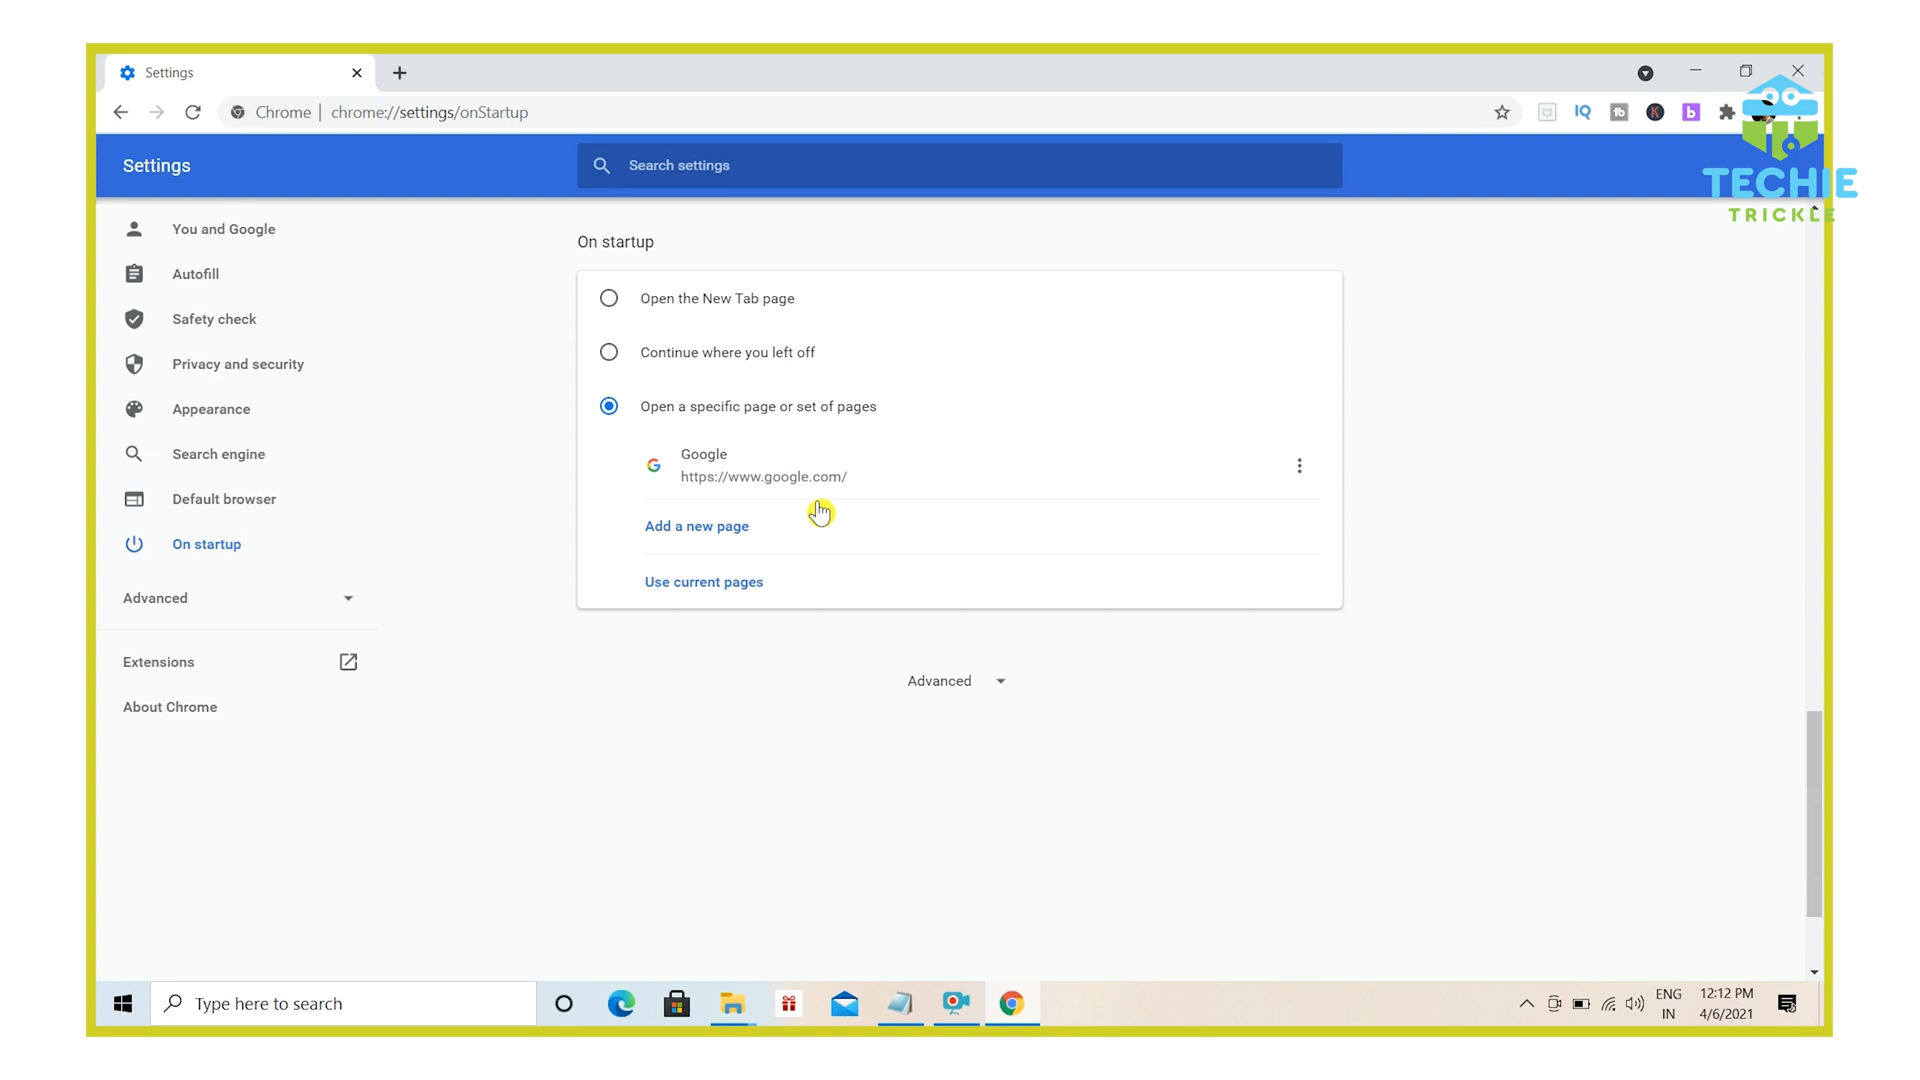 Settings
Chrome | chrome://settings/onStartup
IQ
tb
K
b
Settings
Search settings
TECHIE
TRICKLE
You and Google
Autofill
Safety check
Privacy and security
Appearance
Search engine
Default browser
On startup
Advanced
Extensions
About Chrome
On startup
Open the New Tab page
Continue where you left off
Open a specific page or set of pages
G
Google
https://www.google.com/
Add a new page
Use current pages
Advanced
Type here to search
ENG
IN
12:12 PM
4/6/2021